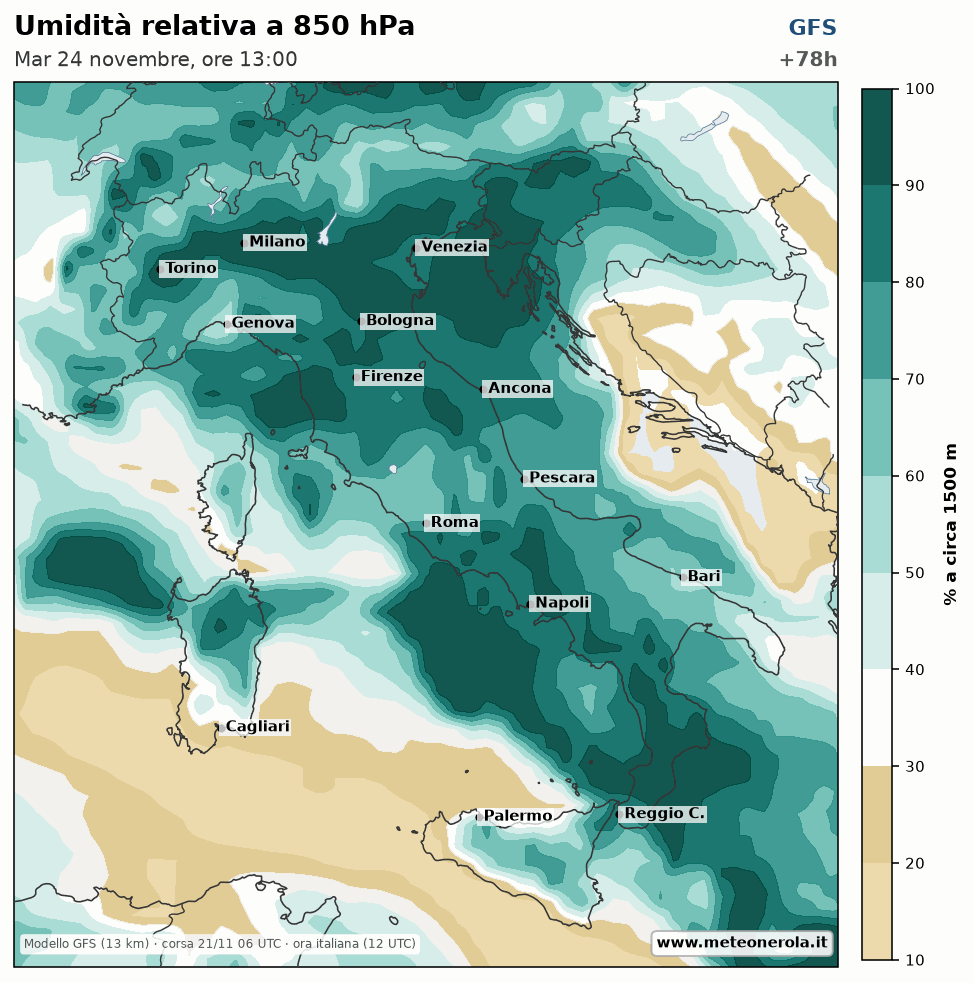 Umidità relativa a 850 hPa
GFS
Mar 24 novembre, ore 13:00
+78h
Milano
Venezia
Torino
Genova
Bologna
Firenze
Ancona
Pescara
Roma
Bari
Napoli
Cagliari
Palermo
Reggio C.
Modello GFS (13 km) · corsa 21/11 06 UTC · ora italiana (12 UTC)
www.meteonerola.it
100
90
80
70
60
50
40
30
20
10
% a circa 1500 m